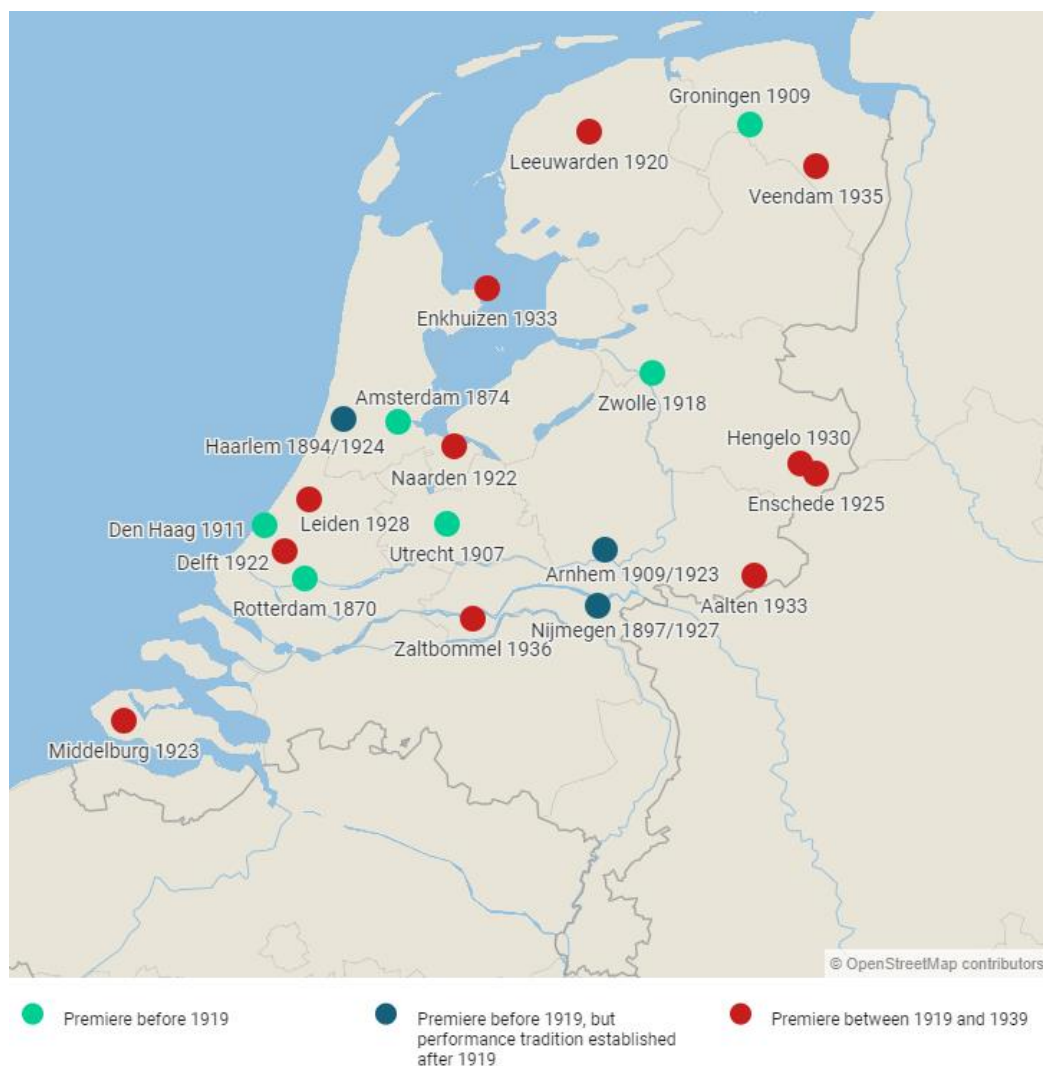 Groningen 1909
Leeuwarden 1920
Veendam 1935
Enkhuizen 1933
Amsterdam 1874
Zwolle 1918
Haarlem 1894/1924
Hengelo 1930
Naarden 1922
Enschede 1925
Leiden 1928
Den Haag 1911
Utrecht 1907
Delft 1922
Arnhem 1909/1923
Aalten 1933
Rotterdam 1870
Nijmegen 1897/1927
Zaltbommel 1936
Middelburg 1923
© OpenStreetMap contributors
Premiere before 1919
Premiere before 1919, but
performance tradition established
after 1919
Premiere between 1919 and 1939